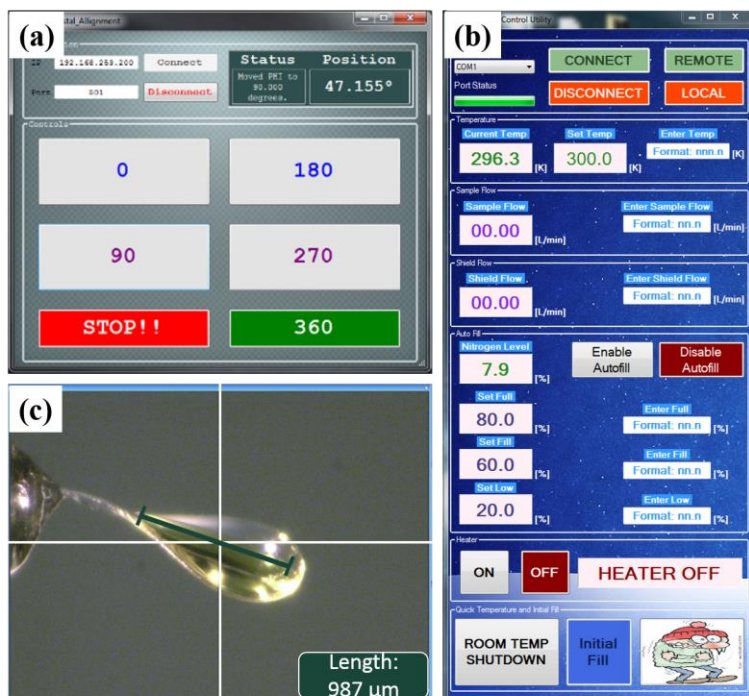 (a)
stal_Allignment
192.168.253.200
Connect
Port
501
Disconnect
Status
Moved PHI to
90.000
degrees.
Position
47.155°
Controls
0
180
90
270
STOP!!
360
(b)
Control Utility
COM1
CONNECT
REMOTE
Port Status
DISCONNECT
LOCAL
Temperature
Current Temp
Set Temp
Enter Temp
296.3
[K]
300.0
[K]
Format: nnn.n
[K]
Sample Flow
Sample Flow
Enter Sample Flow
00.00
[L/min]
Format: nn.n
[L/min]
Shield Flow
Shield Flow
Enter Shield Flow
00.00
[L/min]
Format: nn.n
[L/min]
Auto Fill
Nitrogen Level
7.9
[%]
Enable
Autofill
Disable
Autofill
Set Full
80.0
[%]
Enter Full
Format: nn.n
[%]
Set Fill
60.0
[%]
Enter Fill
Format: nn.n
[%]
Set Low
20.0
[%]
Enter Low
Format: nn.n
[%]
Heater
ON
OFF
HEATER OFF
Quick Temperature and Initial Fill
ROOM TEMP
SHUTDOWN
Initial
Fill
(c)
Length:
987 µm